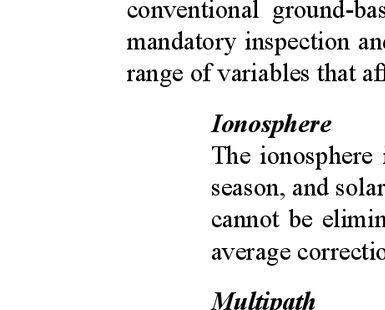 conventional ground-bas
mandatory inspection and
range of variables that aff
Ionosphere
The ionosphere i
season, and solar
cannot be elimin
average correctio
Multipath